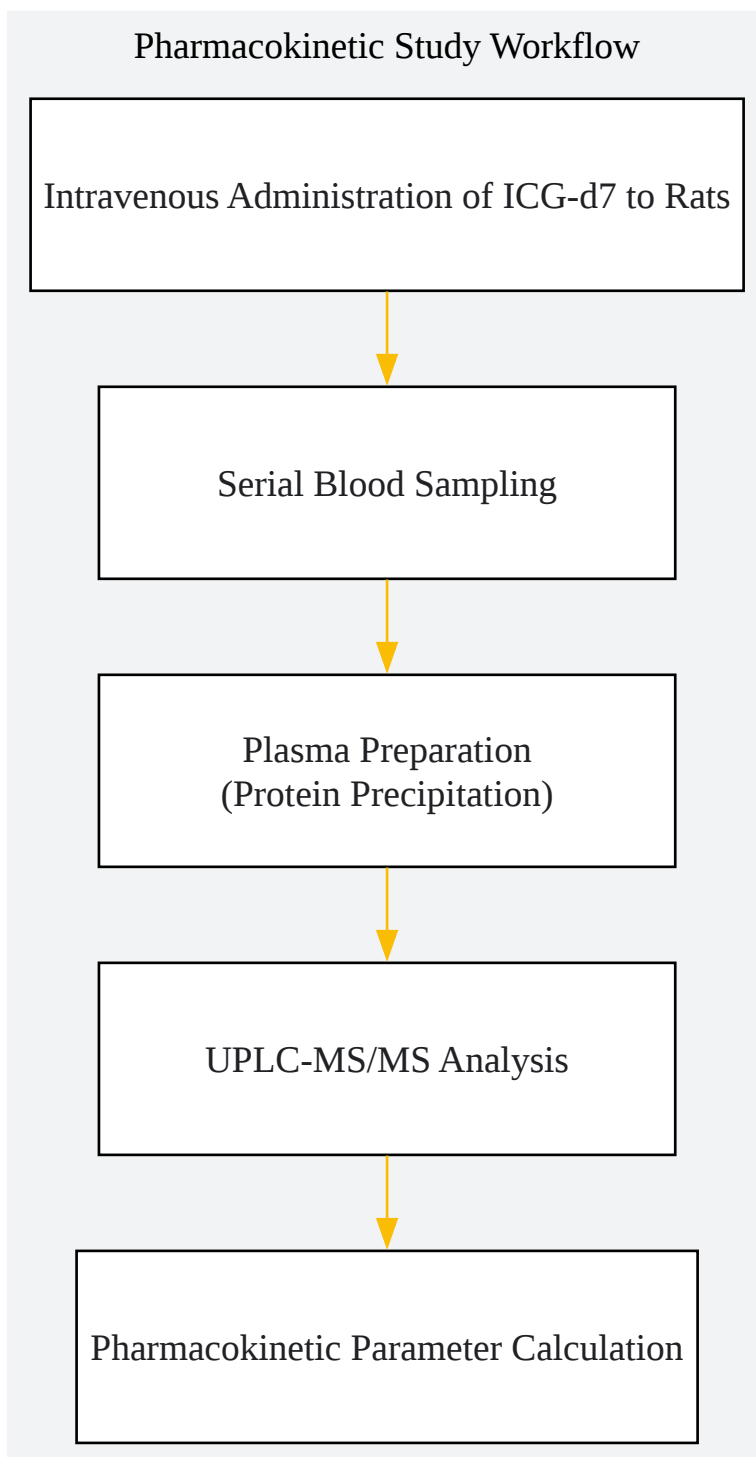 Pharmacokinetic Study Workflow
Intravenous Administration of ICG-d7 to Rats
Serial Blood Sampling
Plasma Preparation
(Protein Precipitation)
UPLC-MS/MS Analysis
Pharmacokinetic Parameter Calculation